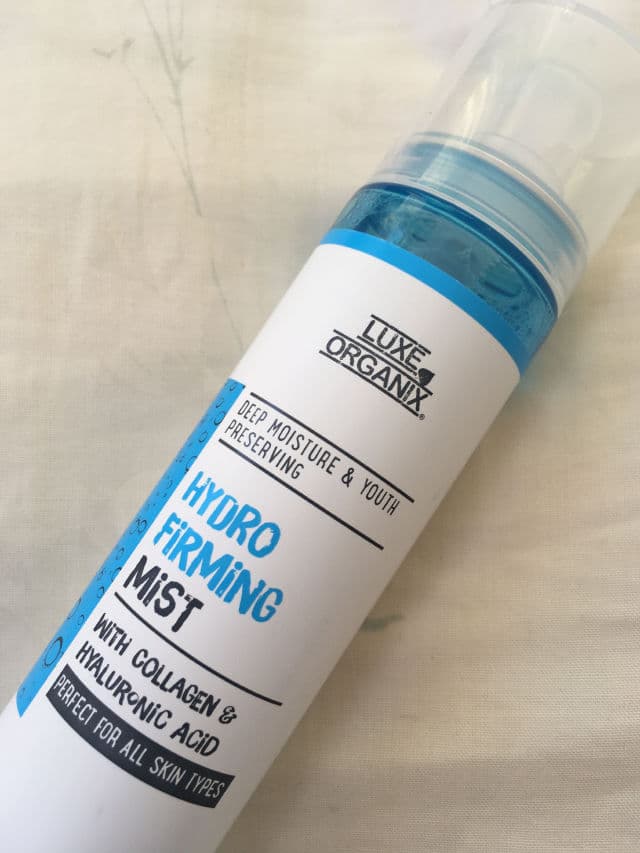 LUXE
ORGANIX®
DEEP MOISTURE & YOUTH
PRESERVING
HYDRO
FiRMiNG
MiST
WiTH COLLAGEN &
HYALURONiC ACiD
PERFECT FOR ALL SKIN TYPES